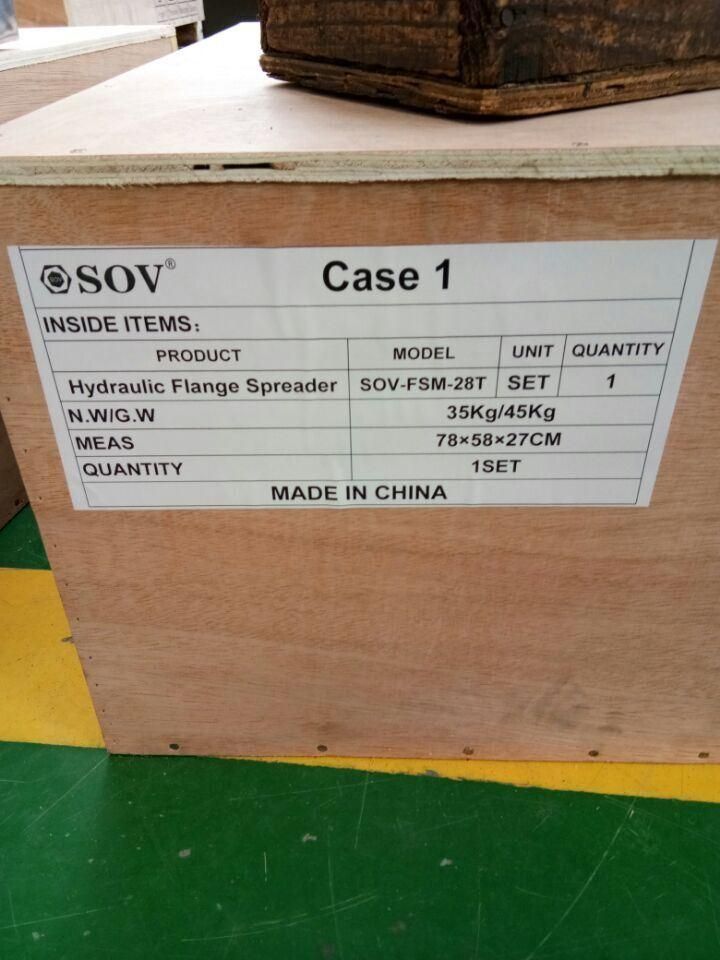 SOV® Case 1
INSIDE ITEMS:
PRODUCT MODEL UNIT QUANTITY
Hydraulic Flange Spreader SOV-FSM-28T SET 1
N.W/G.W 35Kg/45Kg
MEAS 78×58×27CM
QUANTITY 1SET
MADE IN CHINA